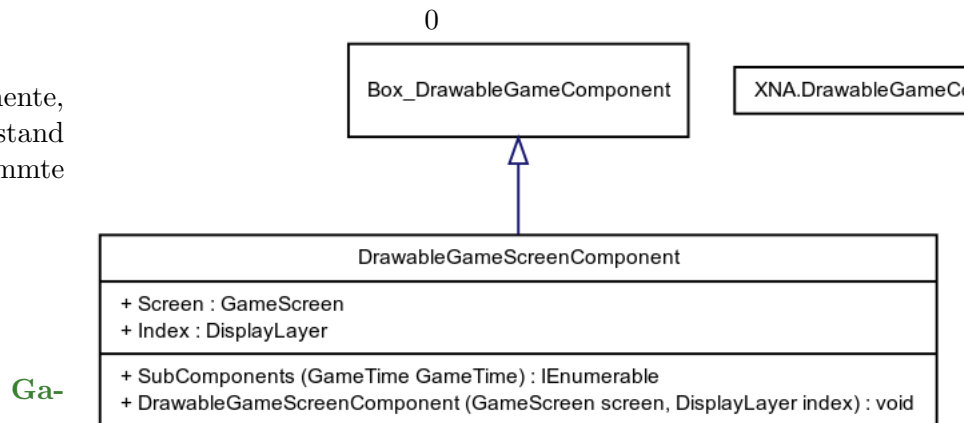 0
Box_DrawableGameComponent
XNA.DrawableGameCo
nente,
stand
mmte
DrawableGameScreenComponent
+ Screen : GameScreen
+ Index : DisplayLayer
+ SubComponents (GameTime GameTime) : IEnumerable
Ga-
+ DrawableGameScreenComponent (GameScreen screen, DisplayLayer index) : void